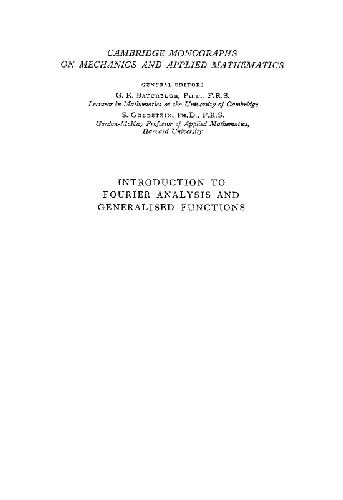 CAMBRIDGE MONOGRAPHS
ON MECHANICS AND APPLIED MATHEMATICS
GENERAL EDITORS
G. K. BATCHELOR, PH.D., F.R.S.
Lecturer in Mathematics at the University of Cambridge
S. GOLDSTEIN, PH.D., F.R.S.
Gordon-McKay Professor of Applied Mathematics,
Harvard University
INTRODUCTION TO
FOURIER ANALYSIS AND
GENERALISED FUNCTIONS